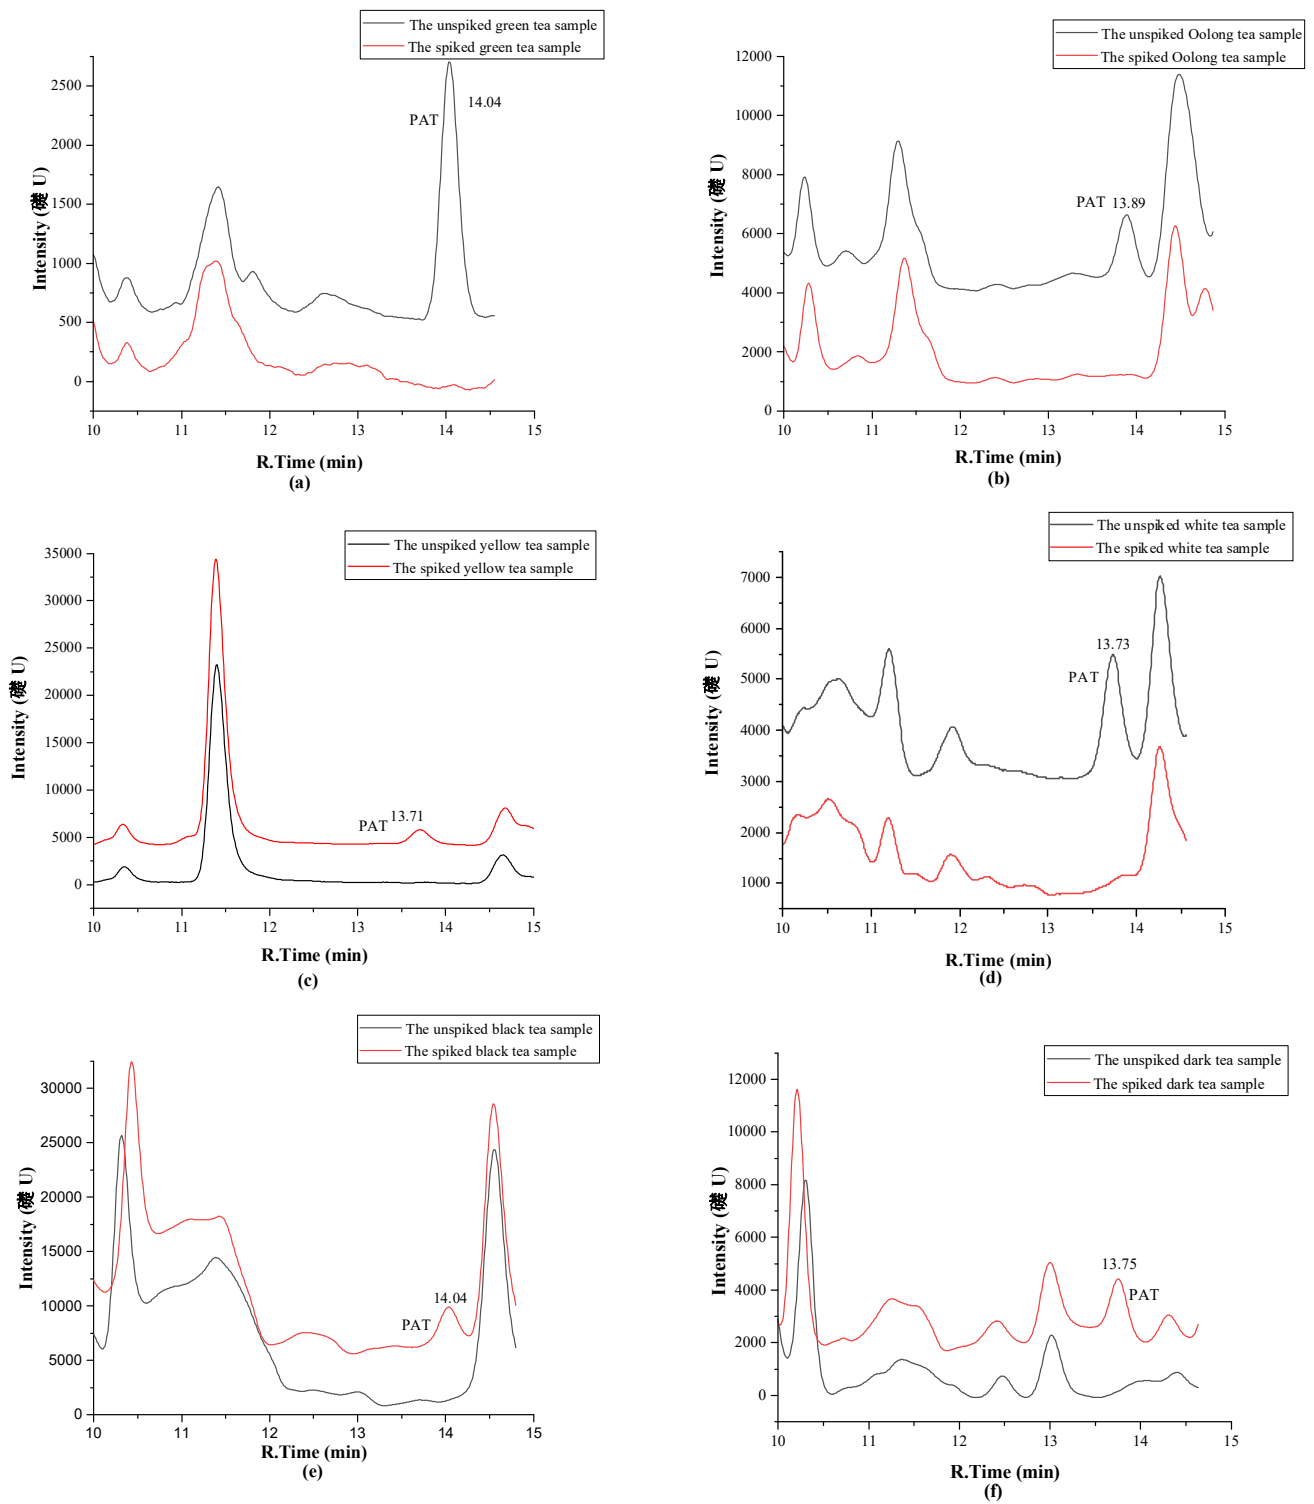 The unspiked green tea sample
The spiked green tea sample
2500
2000
1500
1000
500
0
Intensity (礎 U)
PAT
14.04
10 11 12 13 14 15
R.Time (min)
(a)
The unspiked Oolong tea sample
The spiked Oolong tea sample
12000
10000
8000
6000
4000
2000
0
Intensity (礎 U)
PAT 13.89
10 11 12 13 14 15
R.Time (min)
(b)
The unspiked yellow tea sample
The spiked yellow tea sample
35000
30000
25000
20000
15000
10000
5000
0
Intensity (礎 U)
13.71
PAT
10 11 12 13 14 15
R.Time (min)
(c)
The unspiked white tea sample
The spiked white tea sample
7000
6000
5000
4000
3000
2000
1000
Intensity (礎 U)
13.73
PAT
10 11 12 13 14 15
R.Time (min)
(d)
The unspiked black tea sample
The spiked black tea sample
30000
25000
20000
15000
10000
5000
0
Intensity (礎 U)
14.04
PAT
10 11 12 13 14 15
R.Time (min)
(e)
The unspiked dark tea sample
The spiked dark tea sample
12000
10000
8000
6000
4000
2000
0
Intensity (礎 U)
13.75
PAT
10 11 12 13 14 15
R.Time (min)
(f)